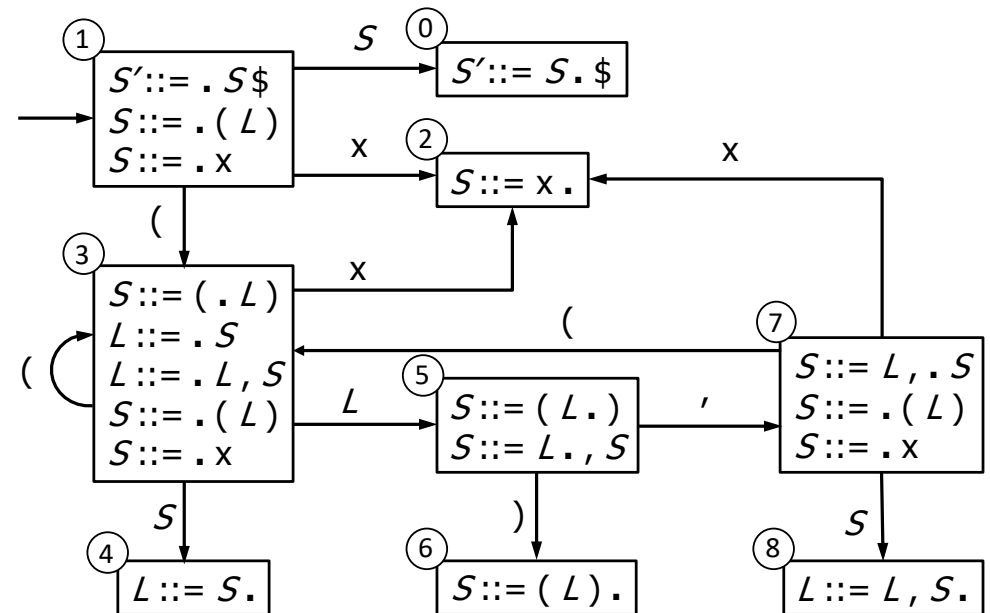 1
S′::= . S$
S::= . ( L )
S::= . x
S
0
S′::= S . $
x
2
S::= x .
x
(
3
S::= ( . L )
L::= . S
L::= . L , S
S::= . ( L )
S::= . x
(
x
(
7
S::= L , . S
S::= . ( L )
S::= . x
L
5
S::= ( L . )
S::= L . , S
,
S
4
L::= S .
)
6
S::= ( L ) .
S
8
L::= L , S .